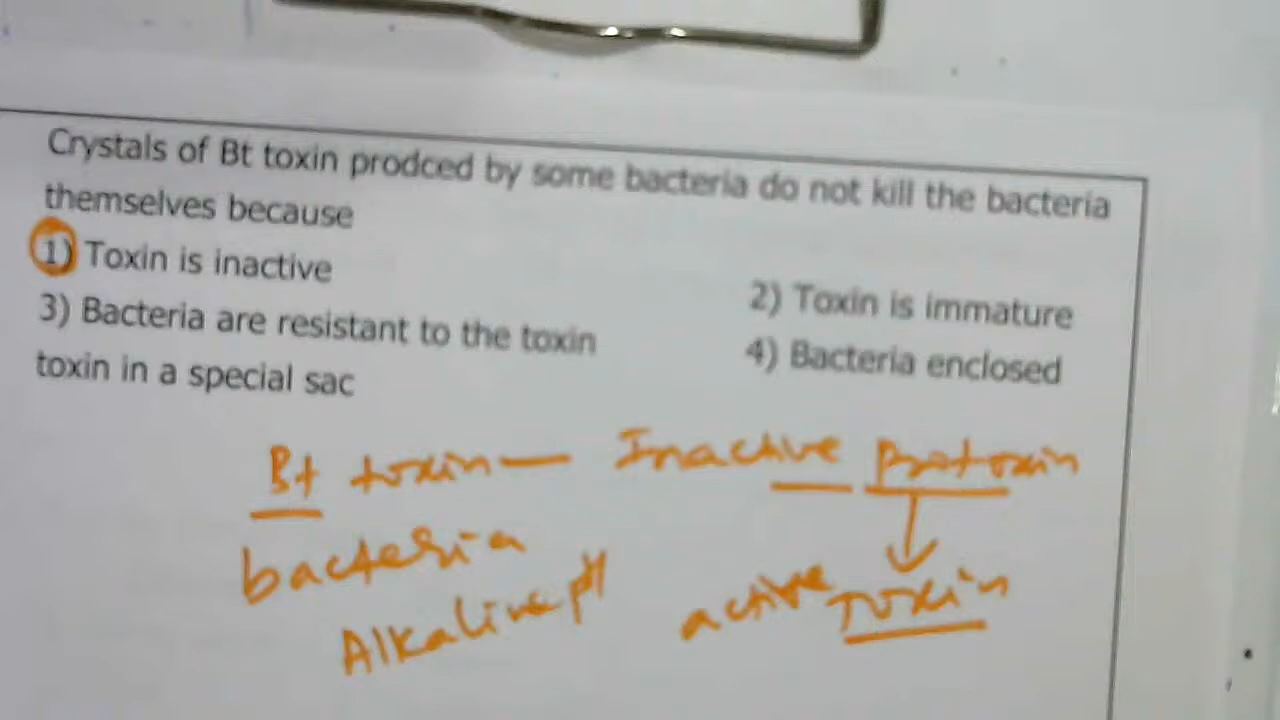 Crystals of Bt toxin prodced by some bacteria do not kill the bacteria
themselves because
1) Toxin is inactive
2) Toxin is immature
3) Bacteria are resistant to the toxin
4) Bacteria enclosed
toxin in a special sac
Bt toxin — Inactive Protoxin
bacteria
Alkaline pH
active Toxin